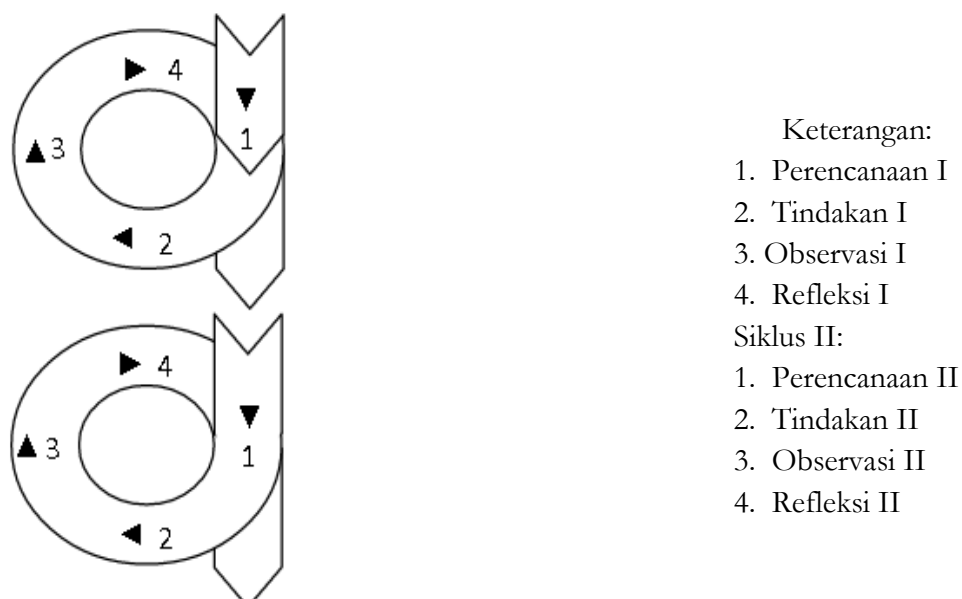 4
1
3
2
4
3
1
2
Keterangan:
1. Perencanaan I
2. Tindakan I
3. Observasi I
4. Refleksi I
Siklus II:
1. Perencanaan II
2. Tindakan II
3. Observasi II
4. Refleksi II